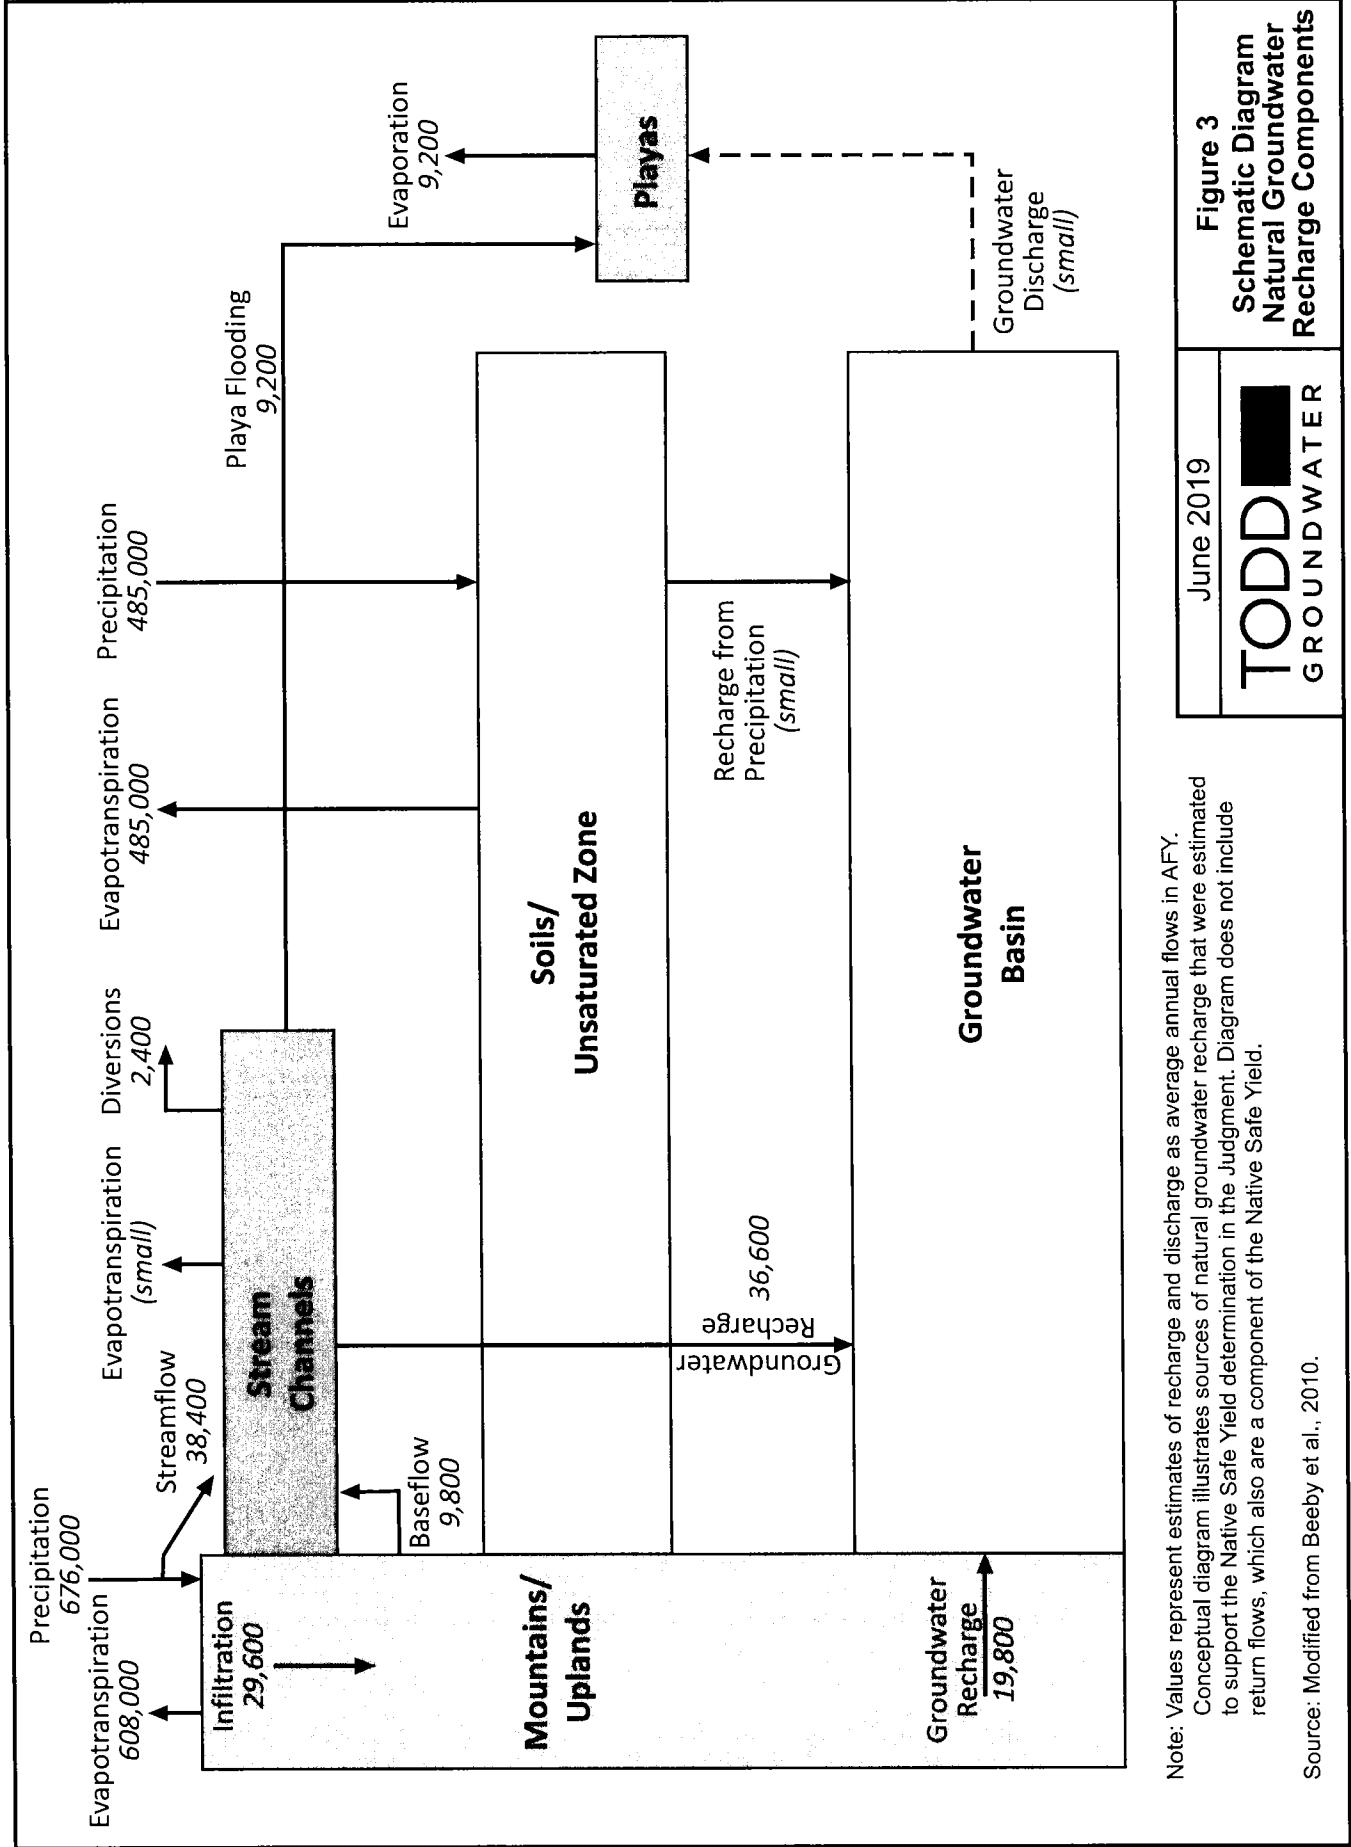 Precipitation
676,000
Evapotranspiration
608,000
Streamflow
38,400
Evapotranspiration
(small)
Diversions
2,400
Evapotranspiration
485,000
Precipitation
485,000
Playa Flooding
9,200
Evaporation
9,200
Infiltration
29,600
Stream
Channels
Playas
Baseflow
9,800
Mountains/
Uplands
Soils/
Unsaturated Zone
Groundwater
Recharge
36,600
Recharge from
Precipitation
(small)
Groundwater
Recharge
19,800
Groundwater
Basin
Groundwater
Discharge
(small)
Note: Values represent estimates of recharge and discharge as average annual flows in AFY.
Conceptual diagram illustrates sources of natural groundwater recharge that were estimated
to support the Native Safe Yield determination in the Judgment. Diagram does not include
return flows, which also are a component of the Native Safe Yield.
Source: Modified from Beeby et al., 2010.
June 2019
TODD
GROUNDWATER
Figure 3
Schematic Diagram
Natural Groundwater
Recharge Components